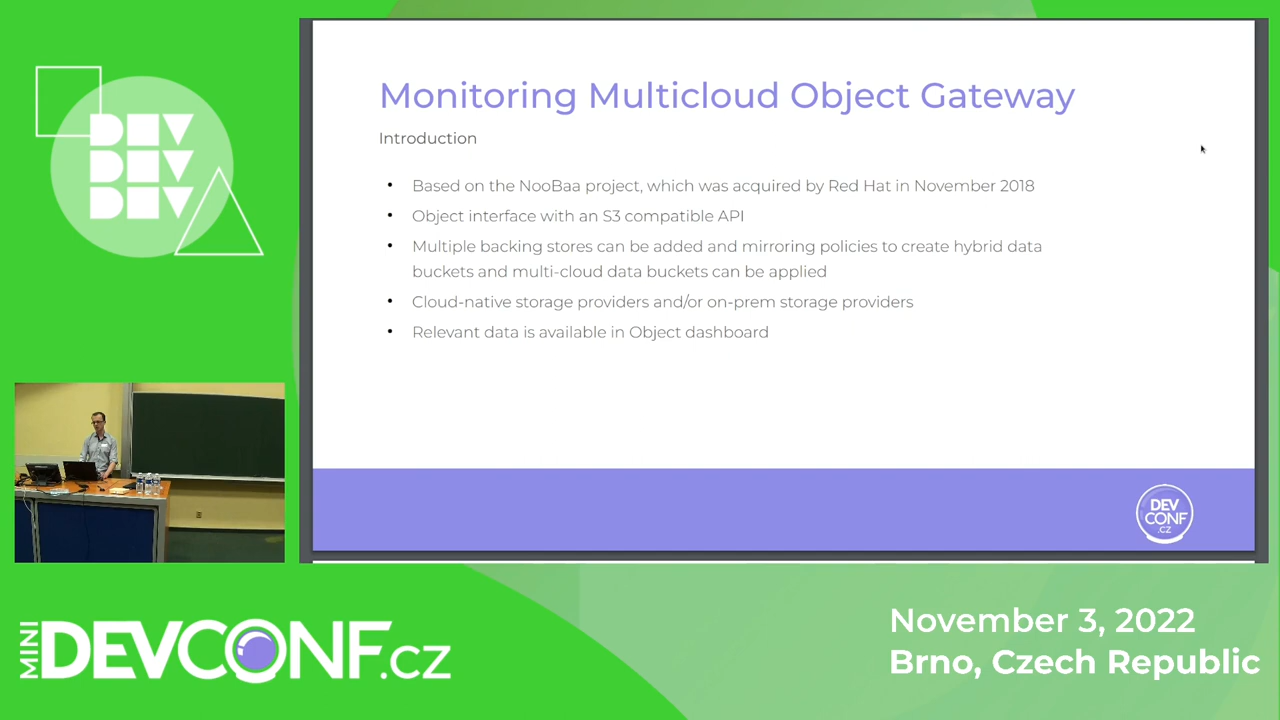 DEV
DEV
DEV
Monitoring Multicloud Object Gateway
Introduction
• Based on the NooBaa project, which was acquired by Red Hat in November 2018
• Object interface with an S3 compatible API
• Multiple backing stores can be added and mirroring policies to create hybrid data
buckets and multi-cloud data buckets can be applied
• Cloud-native storage providers and/or on-prem storage providers
• Relevant data is available in Object dashboard
DEV
CONF
.CZ
MINI
DEVCONF.CZ
November 3, 2022
Brno, Czech Republic